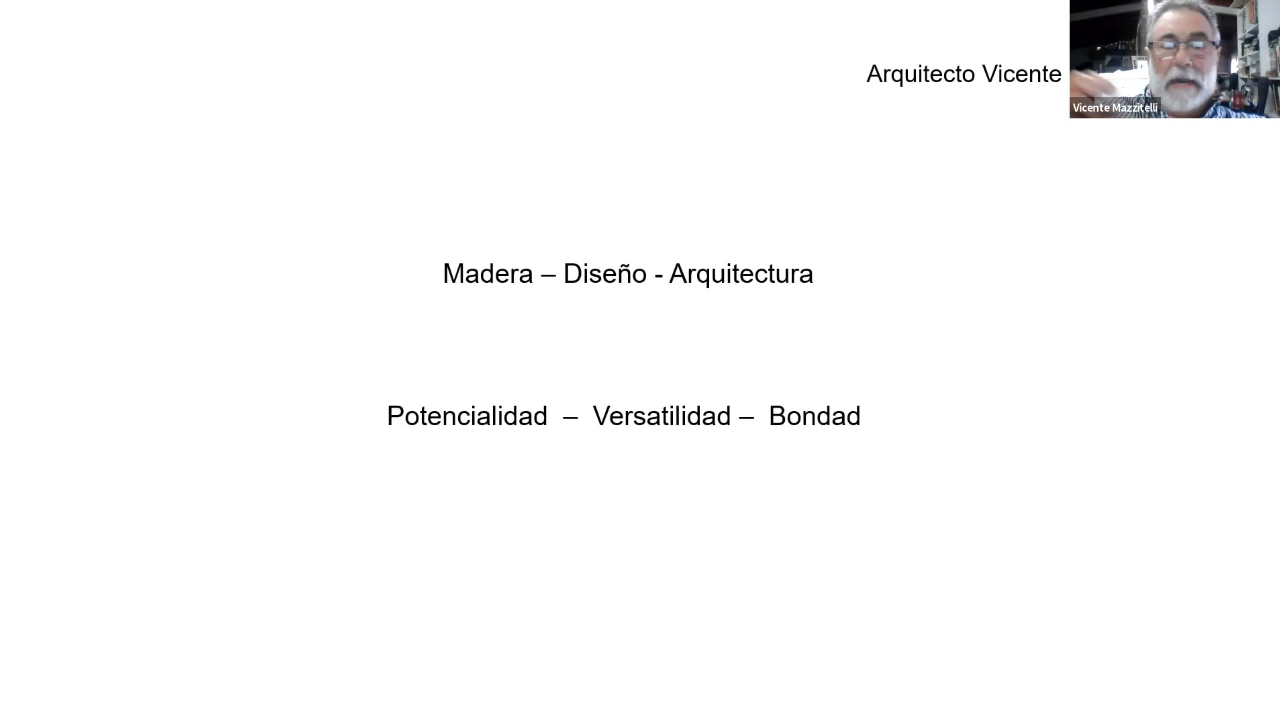 Arquitecto Vicente
Vicente Mazzitelli
Madera – Diseño - Arquitectura
Potencialidad – Versatilidad – Bondad